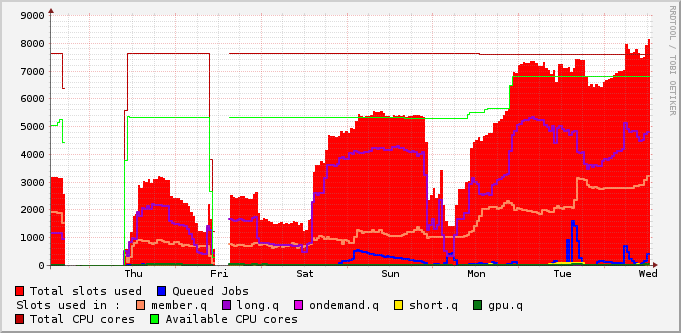 9000
8000
7000
6000
5000
4000
3000
2000
1000
0
Thu Fri Sat Sun Mon Tue Wed
RRDTOOL / TOBI OETIKER
Total slots used Queued Jobs
Slots used in : member.q long.q ondemand.q short.q gpu.q
Total CPU cores Available CPU cores